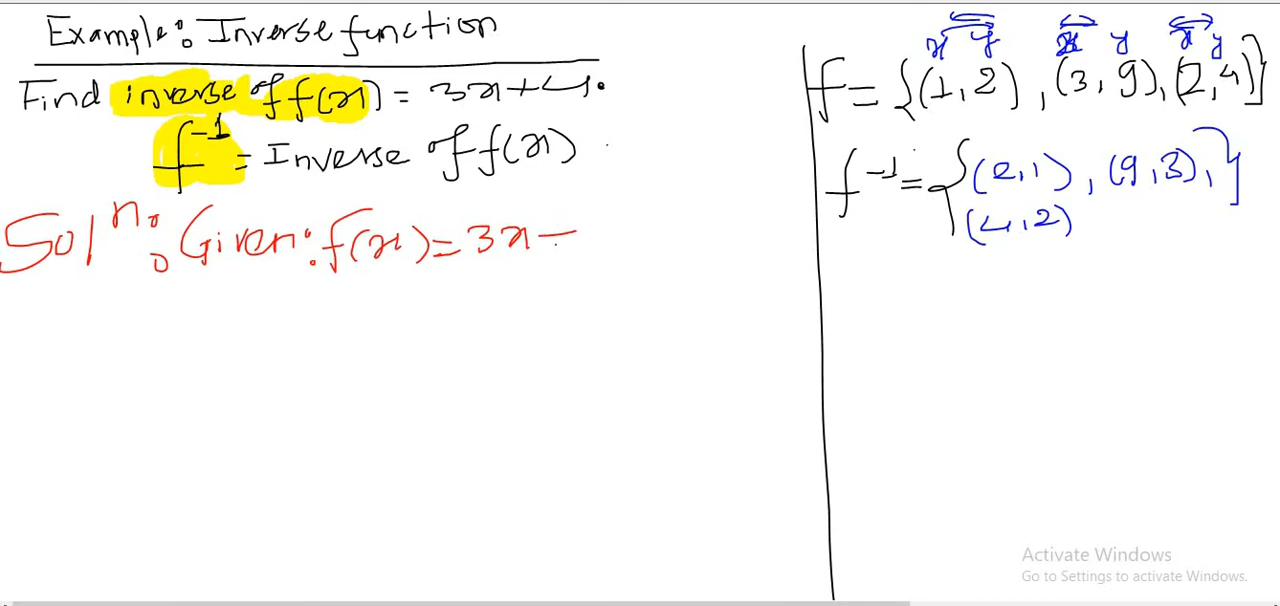 Example: Inverse function
Find inverse of f(x) = 3x+4.
f⁻¹ = Inverse of f(x)
Solⁿ: Given: f(x) = 3x –
x y x y x y
f = {(1,2), (3,9), (2,4)}
f⁻¹ = {(2,1), (9,3), }
(4,2)
Activate Windows
Go to Settings to activate Windows.